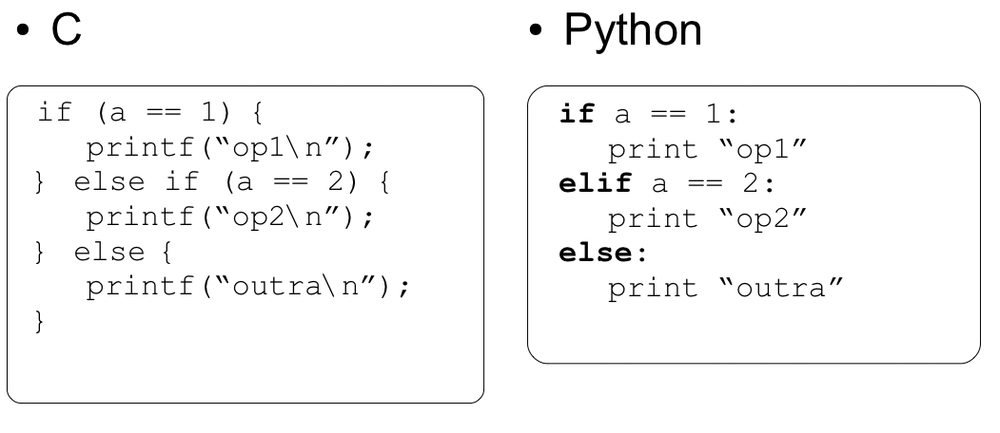 • C
if (a == 1) {
printf(“op1\n”);
} else if (a == 2) {
printf(“op2\n”);
} else {
printf(“outra\n”);
}
• Python
if a == 1:
print “op1”
elif a == 2:
print “op2”
else:
print “outra”